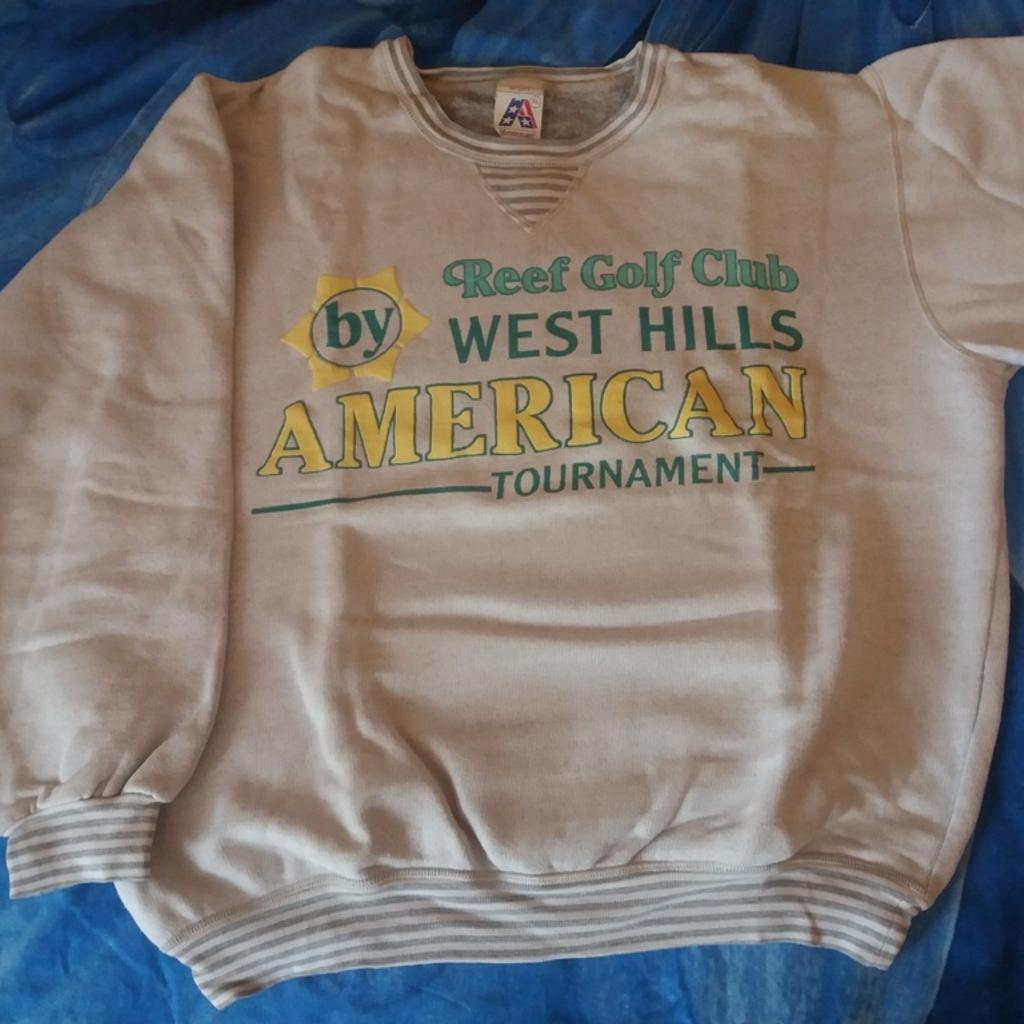 Reef Golf Club
by
WEST HILLS
AMERICAN
TOURNAMENT